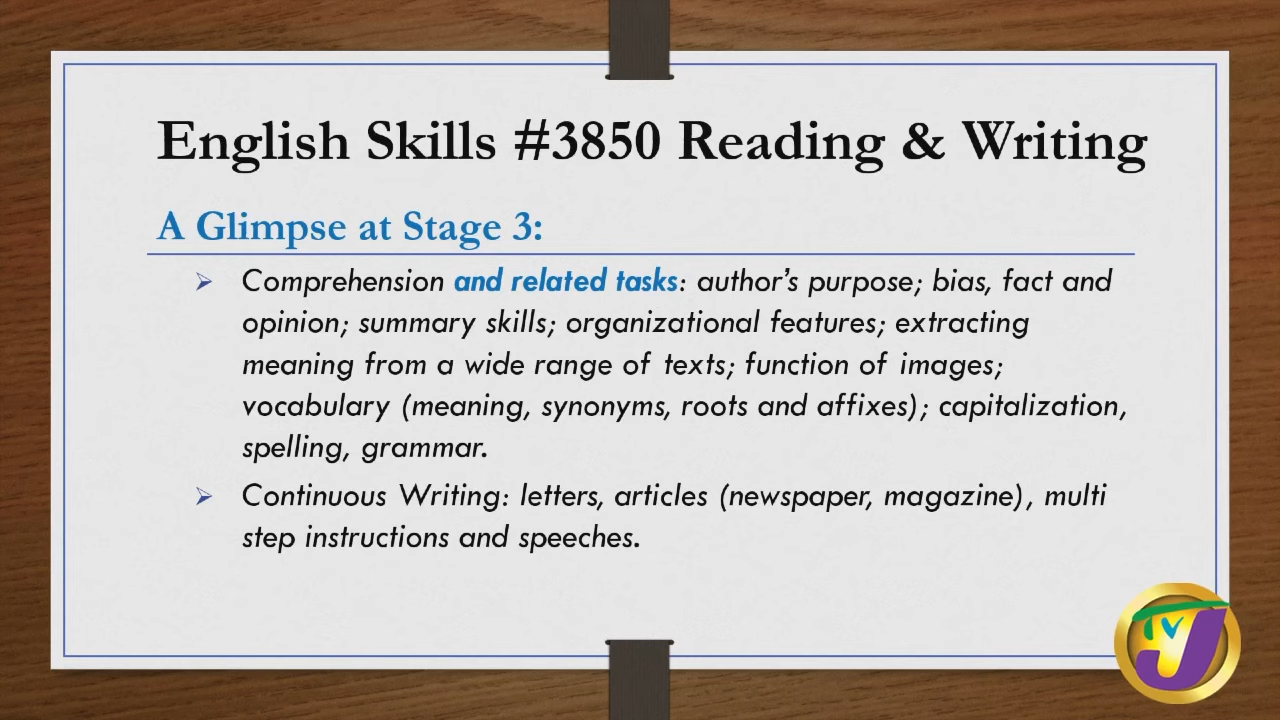 English Skills #3850 Reading & Writing
A Glimpse at Stage 3:
Comprehension and related tasks: author’s purpose; bias, fact and
opinion; summary skills; organizational features; extracting
meaning from a wide range of texts; function of images;
vocabulary (meaning, synonyms, roots and affixes); capitalization,
spelling, grammar.
Continuous Writing: letters, articles (newspaper, magazine), multi
step instructions and speeches.
TVJ